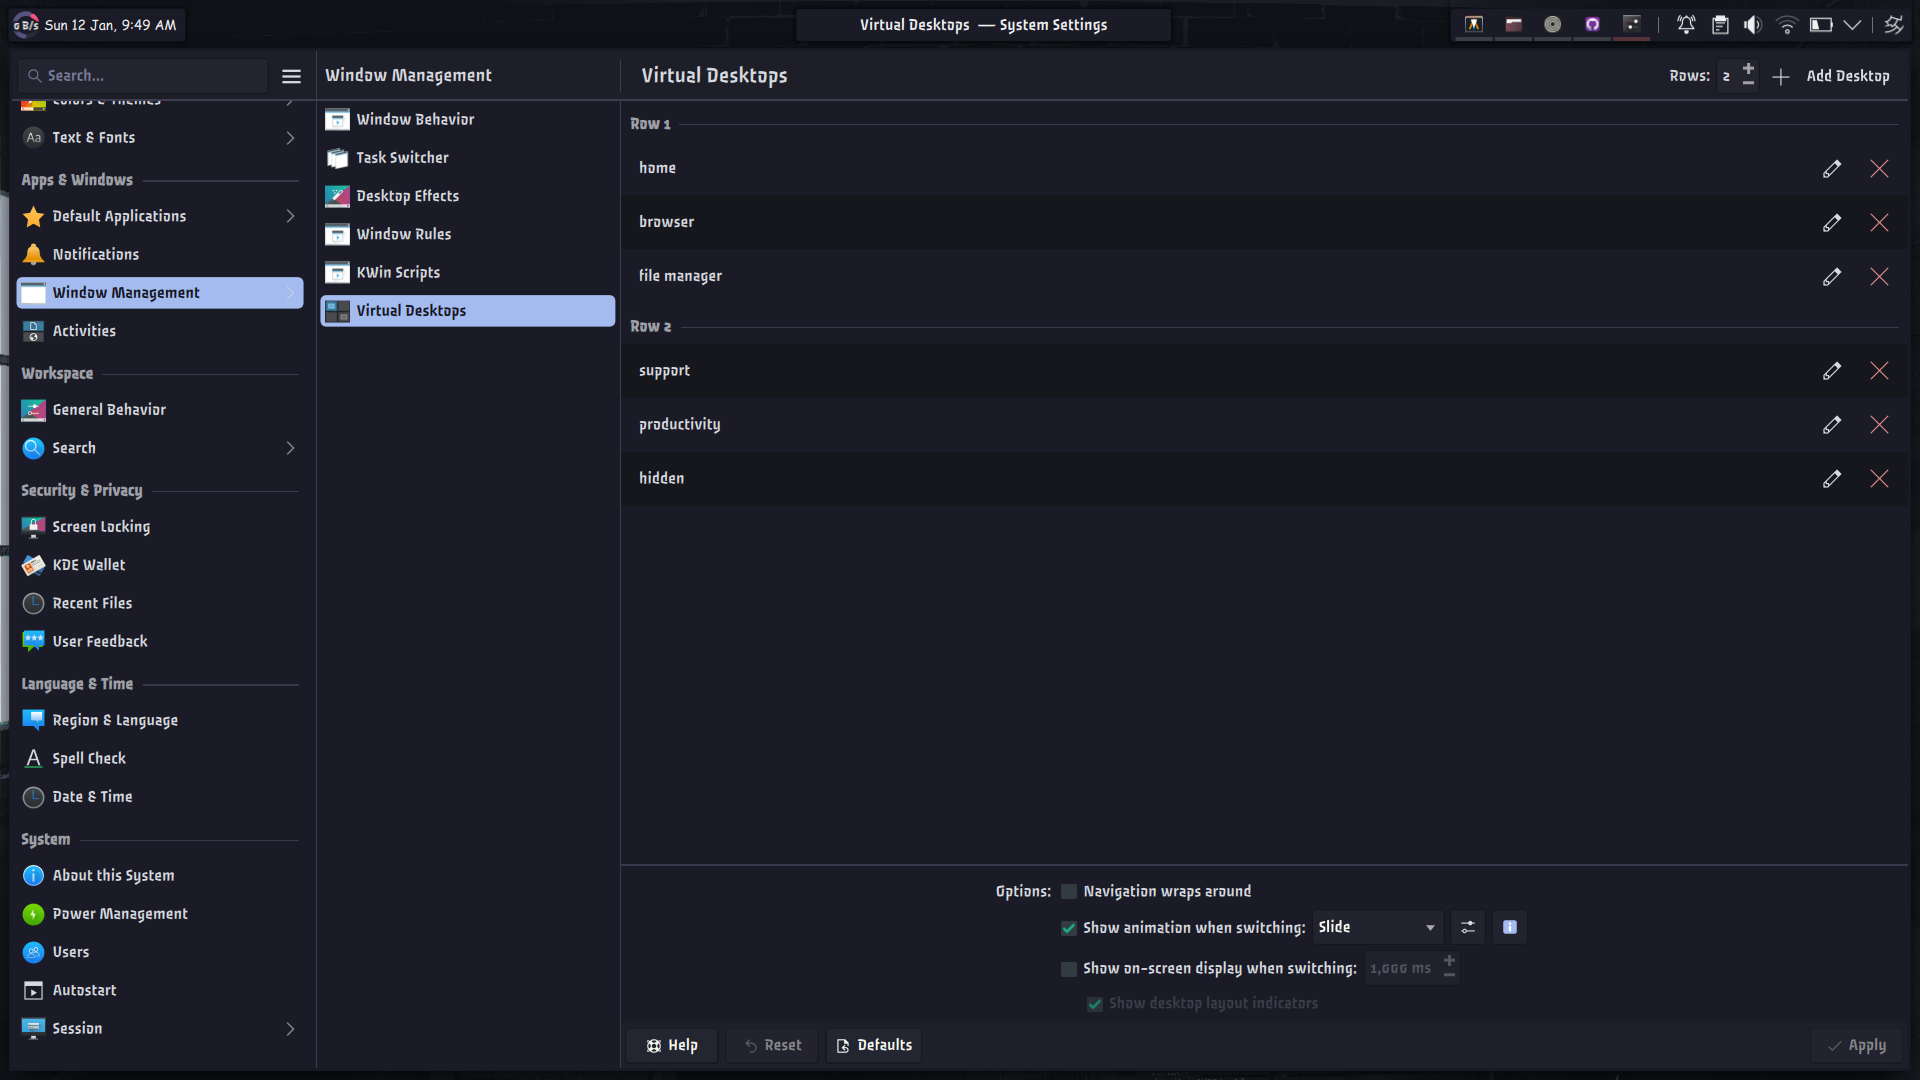 Sun 12 Jan, 9:49 AM
Virtual Desktops — System Settings
Search...
Window Management
Virtual Desktops
Rows: 2
Add Desktop
Colors & Themes
Text & Fonts
Apps & Windows
Default Applications
Notifications
Window Management
Activities
Workspace
General Behavior
Search
Security & Privacy
Screen Locking
KDE Wallet
Recent Files
User Feedback
Language & Time
Region & Language
Spell Check
Date & Time
System
About this System
Power Management
Users
Autostart
Session
Window Behavior
Task Switcher
Desktop Effects
Window Rules
KWin Scripts
Virtual Desktops
Row 1
home
browser
file manager
Row 2
support
productivity
hidden
Options:
Navigation wraps around
Show animation when switching: Slide
Show on-screen display when switching: 1,000 ms
Show desktop layout indicators
Help
Reset
Defaults
Apply